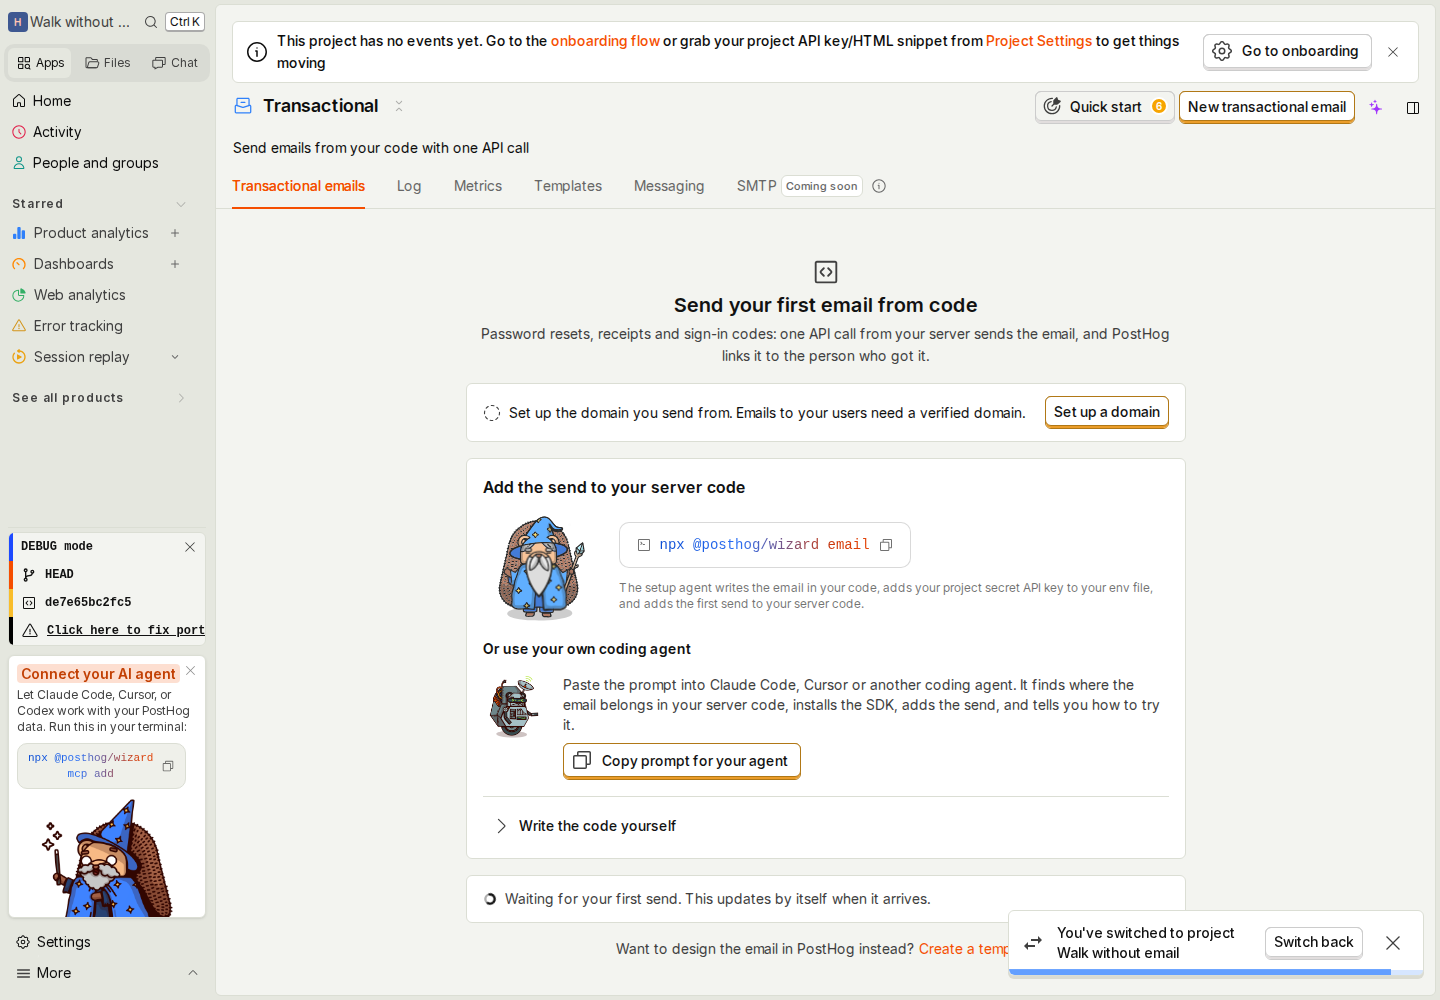 H Walk without ... Ctrl K
Apps Files Chat
Home
Activity
People and groups
Starred
Product analytics
Dashboards
Web analytics
Error tracking
Session replay
See all products
DEBUG mode
HEAD
de7e65bc2fc5
Click here to fix port
Connect your AI agent
Let Claude Code, Cursor, or
Codex work with your PostHog
data. Run this in your terminal:
npx @posthog/wizard
mcp add
Settings
More
This project has no events yet. Go to the onboarding flow or grab your project API key/HTML snippet from Project Settings to get things
moving
Go to onboarding
Transactional
Quick start 6
New transactional email
Send emails from your code with one API call
Transactional emails Log Metrics Templates Messaging SMTP Coming soon
Send your first email from code
Password resets, receipts and sign-in codes: one API call from your server sends the email, and PostHog
links it to the person who got it.
Set up the domain you send from. Emails to your users need a verified domain. Set up a domain
Add the send to your server code
npx @posthog/wizard email
The setup agent writes the email in your code, adds your project secret API key to your env file,
and adds the first send to your server code.
Or use your own coding agent
Paste the prompt into Claude Code, Cursor or another coding agent. It finds where the
email belongs in your server code, installs the SDK, adds the send, and tells you how to try
it.
Copy prompt for your agent
Write the code yourself
Waiting for your first send. This updates by itself when it arrives.
Want to design the email in PostHog instead? Create a temp
You've switched to project
Walk without email
Switch back